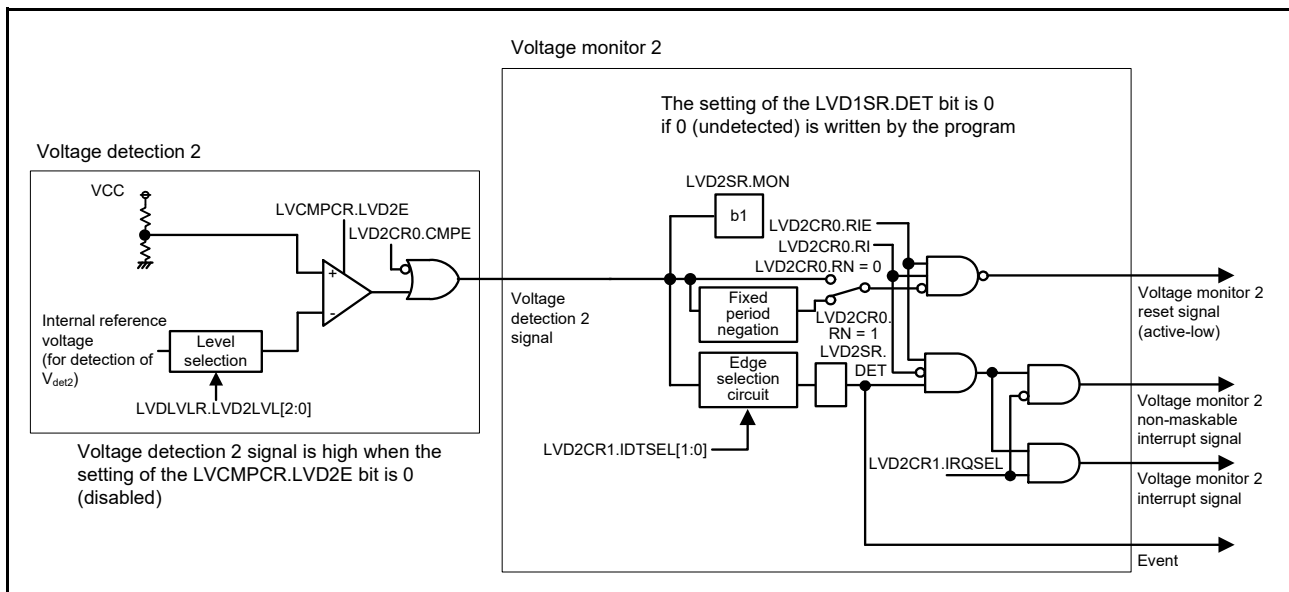 Voltage monitor 2
The setting of the LVD1SR.DET bit is 0
if 0 (undetected) is written by the program
Voltage detection 2
VCC
LVCMPCR.LVD2E
LVD2CR0.CMPE
+
-
Internal reference
voltage
(for detection of
Vdet2)
Level
selection
LVDLVLR.LVD2LVL[2:0]
Voltage detection 2 signal is high when the
setting of the LVCMPCR.LVD2E bit is 0
(disabled)
Voltage
detection 2
signal
LVD2SR.MON
b1
LVD2CR0.RIE
LVD2CR0.RI
LVD2CR0.RN = 0
Fixed
period
negation
LVD2CR0.
RN = 1
LVD2SR.
DET
Edge
selection
circuit
LVD2CR1.IDTSEL[1:0]
LVD2CR1.IRQSEL
Voltage monitor 2
reset signal
(active-low)
Voltage monitor 2
non-maskable
interrupt signal
Voltage monitor 2
interrupt signal
Event